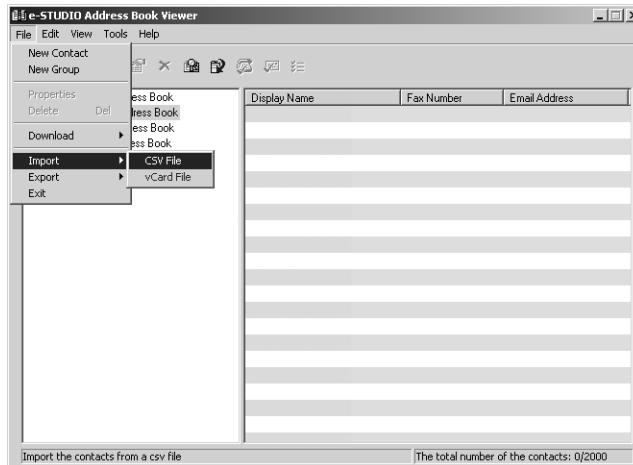 e-STUDIO Address Book Viewer
File Edit View Tools Help
New Contact
New Group
Properties
Delete Del
Download
Import
Export
Exit
CSV File
vCard File
ess Book
dress Book
ess Book
ess Book
Display Name Fax Number Email Address
Import the contacts from a csv file
The total number of the contacts: 0/2000